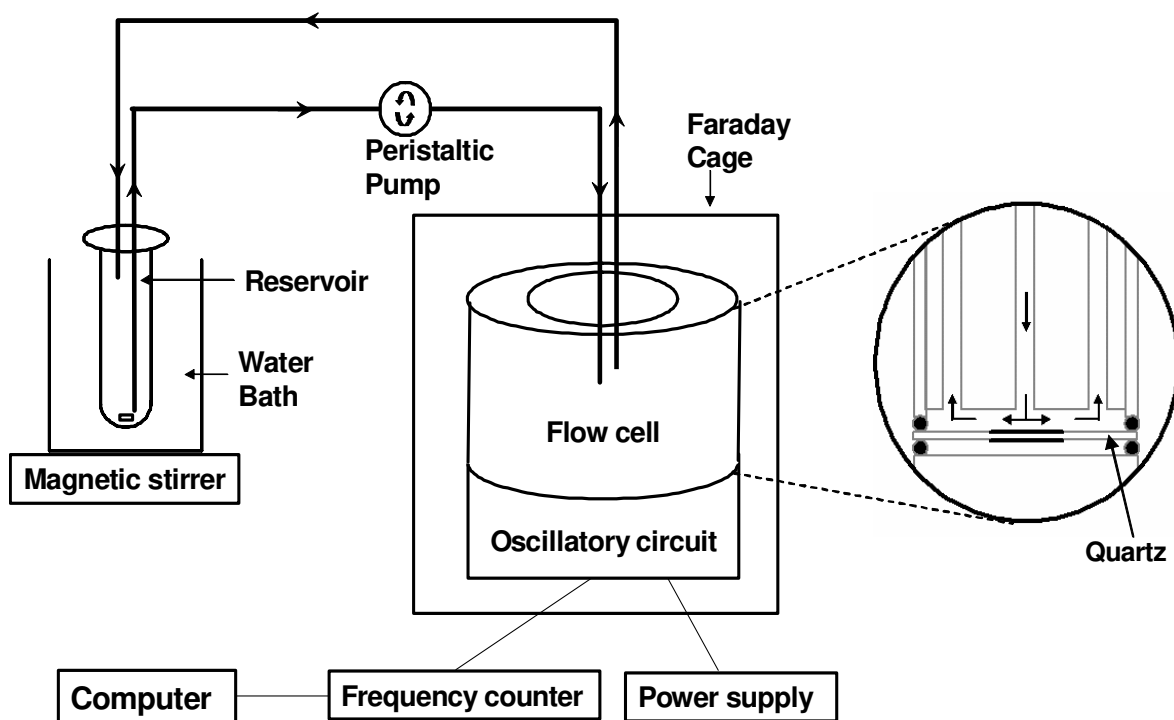 Peristaltic
Pump
Faraday
Cage
Reservoir
Water
Bath
Flow cell
Magnetic stirrer
Oscillatory circuit
Quartz
Computer
Frequency counter
Power supply